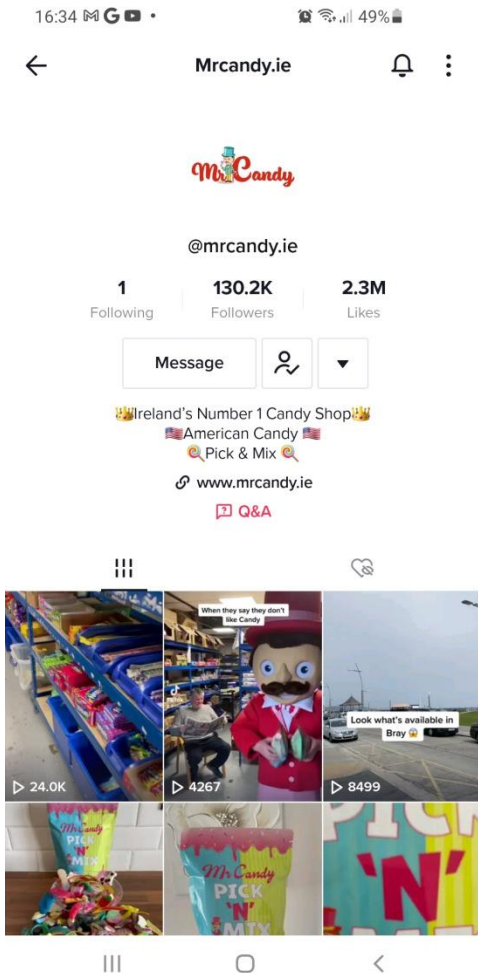 16:34
49%
Mrcandy.ie
Mr Candy
@mrcandy.ie
1
130.2K
2.3M
Following
Followers
Likes
Message
👑Ireland's Number 1 Candy Shop👑
🇺🇸American Candy 🇺🇸
🍭Pick & Mix 🍭
www.mrcandy.ie
Q&A
When they say they don't
like Candy
Look what's available in
Bray 😱
24.0K
4267
8499
Mr Candy
PICK
'N'
MIX
Mr Candy
PICK
'N'
MIX
PICK
'N'